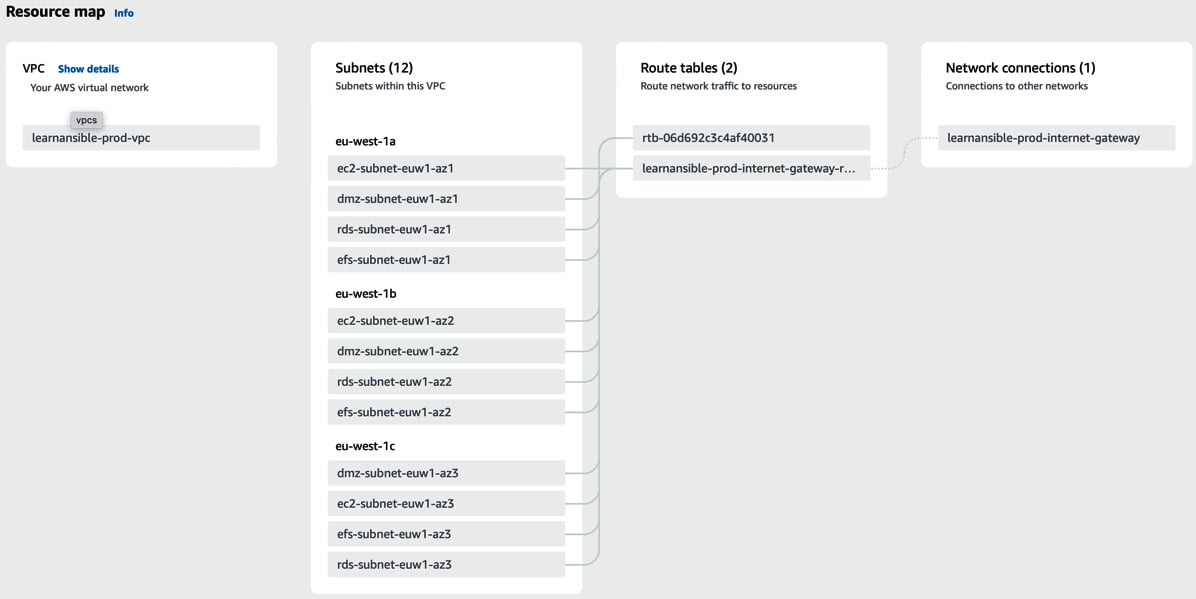 Resource map Info
VPC Show details
Your AWS virtual network
vpcs
learnansible-prod-vpc
Subnets (12)
Subnets within this VPC
eu-west-1a
ec2-subnet-euw1-az1
dmz-subnet-euw1-az1
rds-subnet-euw1-az1
efs-subnet-euw1-az1
eu-west-1b
ec2-subnet-euw1-az2
dmz-subnet-euw1-az2
rds-subnet-euw1-az2
efs-subnet-euw1-az2
eu-west-1c
dmz-subnet-euw1-az3
ec2-subnet-euw1-az3
efs-subnet-euw1-az3
rds-subnet-euw1-az3
Route tables (2)
Route network traffic to resources
rtb-06d692c3c4af40031
learnansible-prod-internet-gateway-r...
Network connections (1)
Connections to other networks
learnansible-prod-internet-gateway